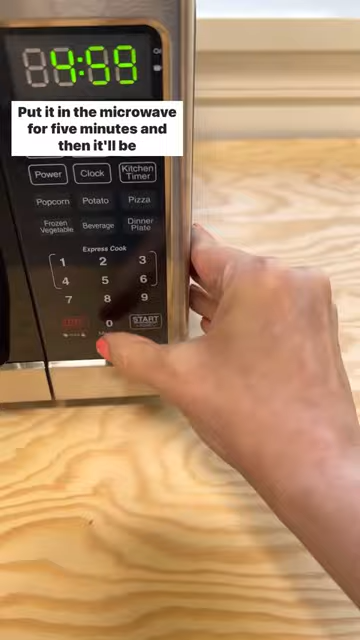 4:59
Put it in the microwave
for five minutes and
then it'll be
Power Clock Kitchen Timer
Popcorn Potato Pizza
Frozen Vegetable Beverage Dinner Plate
Express Cook
1 2 3
4 5 6
7 8 9
0 START